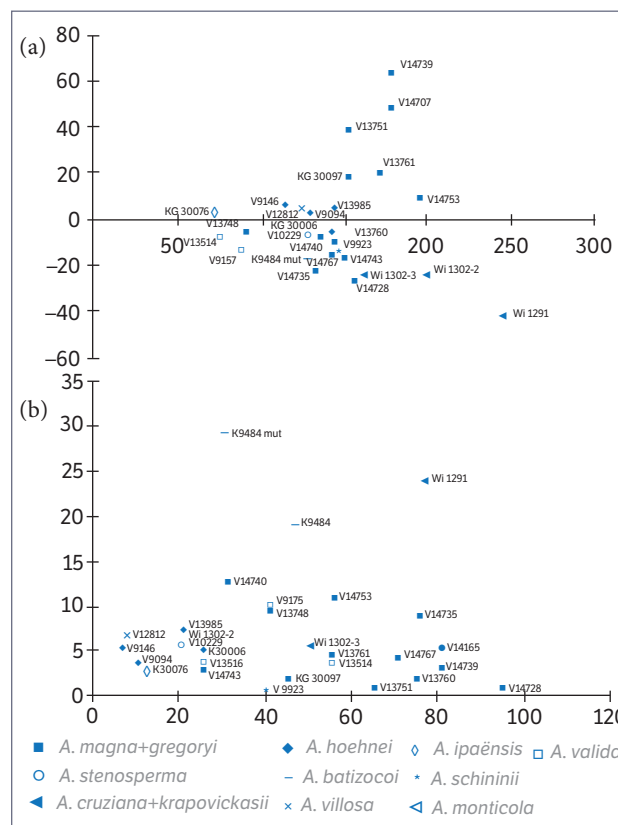 (a)
80
60
40
20
0
−20
−40
−60
50
200
250
300
V14739
V14707
V13751
V13761
KG 30097
V14753
V9146
V13985
KG 30076
V12812
V9094
V13748
KG 30006
V13760
V13514
V10229
V9923
V14740
V9157
K9484 mut
V14767
V14743
V14735
Wi 1302-3
Wi 1302-2
V14728
Wi 1291
(b)
35
30
25
20
15
10
5
0
0
20
40
60
80
100
120
K9484 mut
Wi 1291
K9484
V14740
V9175
V14753
V13748
V14735
V13985
V12812
Wi 1302-2
V10229
Wi 1302-3
V14165
V9146
K30006
V13761
V14767
V9094
V13516
V13514
K30076
V14743
V14739
KG 30097
V13760
V 9923
V13751
V14728
A. magna+gregoryi
A. hoehnei
A. ipaënsis
A. valida
A. stenosperma
A. batizocoi
A. schininii
A. cruziana+krapovickasii
A. villosa
A. monticola